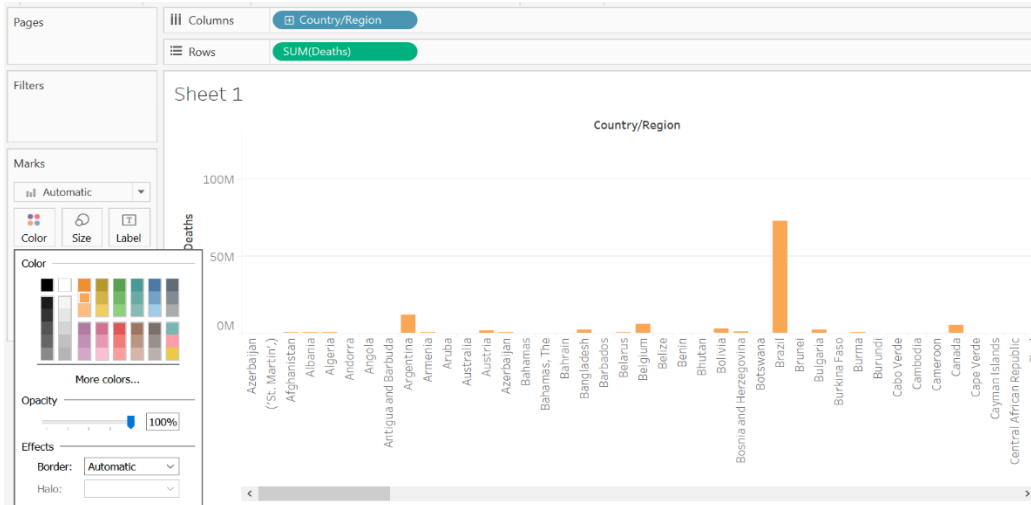 Pages
Columns
Country/Region
Rows
SUM(Deaths)
Filters
Sheet 1
Country/Region
Marks
Automatic
Color
Size
Label
Color
More colors...
Opacity
100%
Effects
Border:
Automatic
Halo:
Deaths
100M
50M
0M
Azerbaijan
('St. Martin',)
Afghanistan
Albania
Algeria
Andorra
Angola
Antigua and Barbuda
Argentina
Armenia
Aruba
Australia
Austria
Azerbaijan
Bahamas
Bahamas, The
Bahrain
Bangladesh
Barbados
Belarus
Belgium
Belize
Benin
Bhutan
Bolivia
Bosnia and Herzegovina
Botswana
Brazil
Brunei
Bulgaria
Burkina Faso
Burma
Burundi
Cabo Verde
Cambodia
Cameroon
Canada
Cape Verde
Cayman Islands
Central African Republic